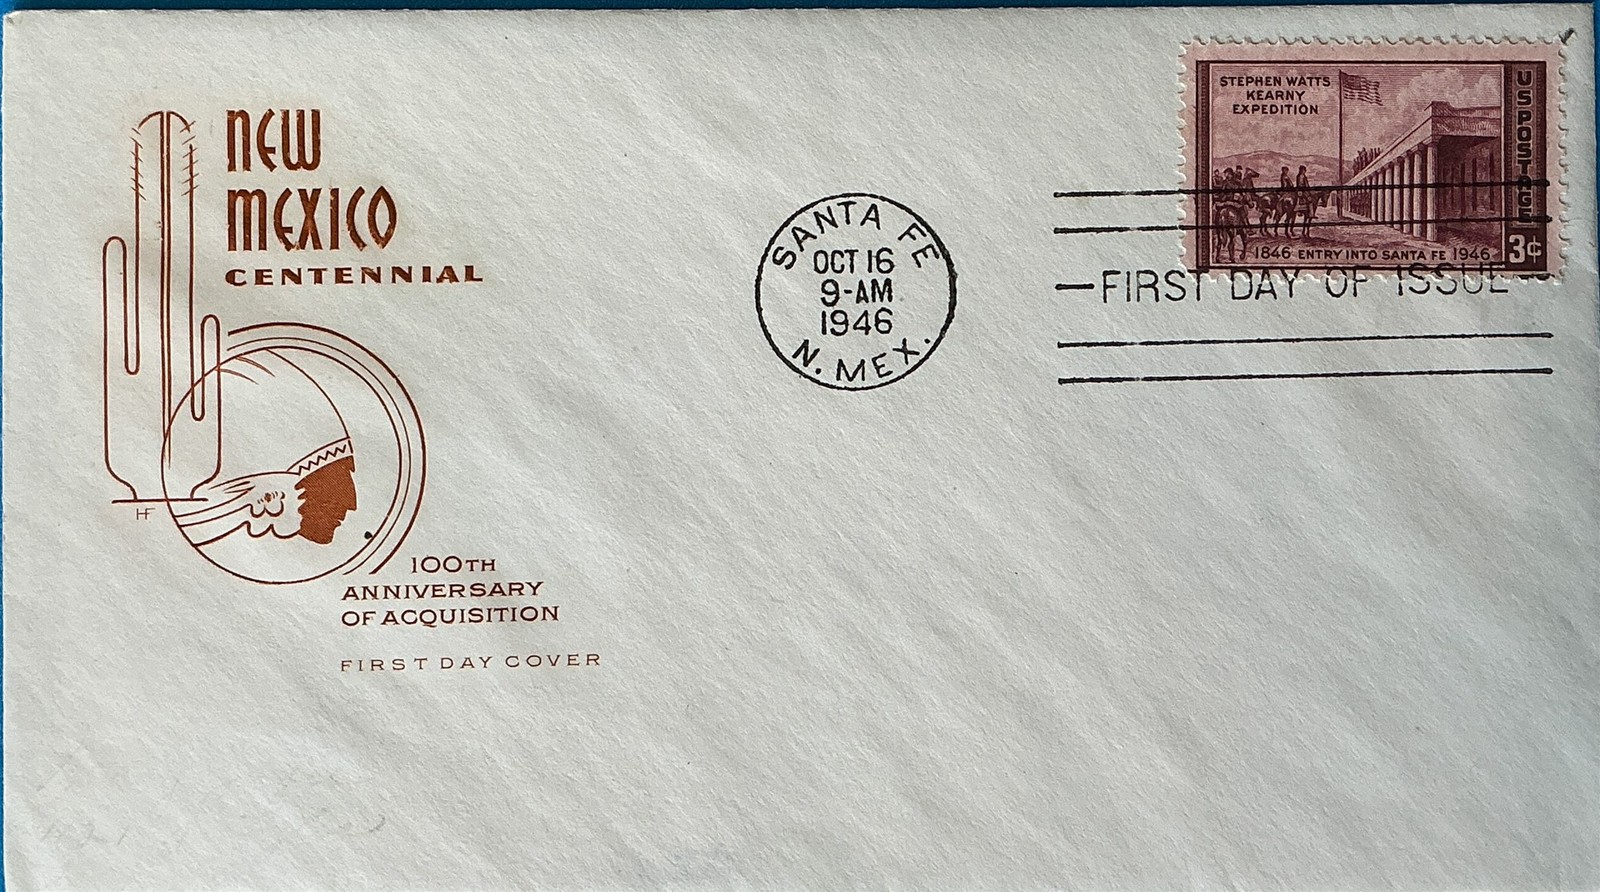 NEW
MEXICO
CENTENNIAL
HF
100TH
ANNIVERSARY
OF ACQUISITION
FIRST DAY COVER
SANTA FE
OCT 16
9-AM
1946
N. MEX.
STEPHEN WATTS
KEARNY
EXPEDITION
US POSTAGE
1846 ENTRY INTO SANTA FE 1946
3¢
FIRST DAY OF ISSUE